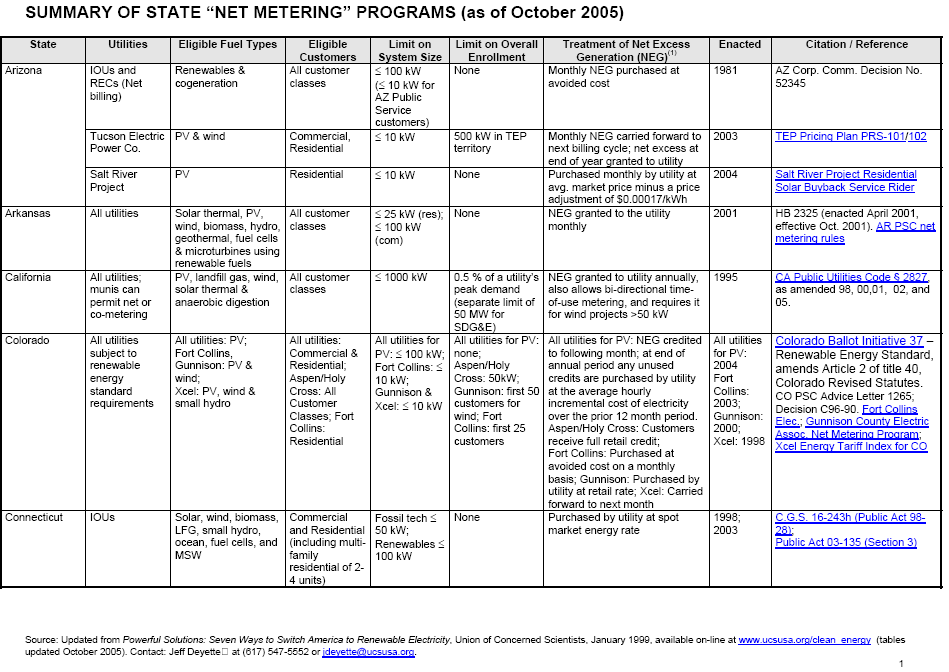 SUMMARY OF STATE “NET METERING” PROGRAMS (as of October 2005)
State
Utilities
Eligible Fuel Types
Eligible
Customers
Limit on
System Size
Limit on Overall
Enrollment
Treatment of Net Excess
Generation (NEG)(1)
Enacted
Citation / Reference
Arizona
IOUs and
RECs (Net
billing)
Renewables &
cogeneration
All customer
classes
≤ 100 kW
(≤ 10 kW for
AZ Public
Service
customers)
None
Monthly NEG purchased at
avoided cost
1981
AZ Corp. Comm. Decision No.
52345
Tucson Electric
Power Co.
PV & wind
Commercial,
Residential
≤ 10 kW
500 kW in TEP
territory
Monthly NEG carried forward to
next billing cycle; net excess at
end of year granted to utility
2003
TEP Pricing Plan PRS-101/102
Salt River
Project
PV
Residential
≤ 10 kW
None
Purchased monthly by utility at
avg. market price minus a price
adjustment of $0.00017/kWh
2004
Salt River Project Residential
Solar Buyback Service Rider
Arkansas
All utilities
Solar thermal, PV,
wind, biomass, hydro,
geothermal, fuel cells
& microturbines using
renewable fuels
All customer
classes
≤ 25 kW (res);
≤ 100 kW
(com)
None
NEG granted to the utility
monthly
2001
HB 2325 (enacted April 2001,
effective Oct. 2001). AR PSC net
metering rules
California
All utilities;
munis can
permit net or
co-metering
PV, landfill gas, wind,
solar thermal &
anaerobic digestion
All customer
classes
≤ 1000 kW
0.5 % of a utility’s
peak demand
(separate limit of
50 MW for
SDG&E)
NEG granted to utility annually,
also allows bi-directional time-
of-use metering, and requires it
for wind projects >50 kW
1995
CA Public Utilities Code § 2827,
as amended 98, 00,01, 02, and
05.
Colorado
All utilities
subject to
renewable
energy
standard
requirements
All utilities: PV;
Fort Collins,
Gunnison: PV &
wind;
Xcel: PV, wind &
small hydro
All utilities:
Commercial &
Residential;
Aspen/Holy
Cross: All
Customer
Classes; Fort
Collins:
Residential
All utilities for
PV: ≤ 100 kW;
Fort Collins: ≤
10 kW;
Gunnison &
Xcel: ≤ 10 kW
All utilities for PV:
none;
Aspen/Holy
Cross: 50kW;
Gunnison: first 50
customers for
wind; Fort
Collins: first 25
customers
All utilities for PV: NEG credited
to following month; at end of
annual period any unused
credits are purchased by utility
at the average hourly
incremental cost of electricity
over the prior 12 month period.
Aspen/Holy Cross: Customers
receive full retail credit;
Fort Collins: Purchased at
avoided cost on a monthly
basis; Gunnison: Purchased by
utility at retail rate; Xcel: Carried
forward to next month
All utilities
for PV:
2004
Fort
Collins:
2003;
Gunnison:
2000;
Xcel: 1998
Colorado Ballot Initiative 37 –
Renewable Energy Standard,
amends Article 2 of title 40,
Colorado Revised Statutes.
CO PSC Advice Letter 1265;
Decision C96-90. Fort Collins
Elec.; Gunnison County Electric
Assoc. Net Metering Program;
Xcel Energy Tariff Index for CO
Connecticut
IOUs
Solar, wind, biomass,
LFG, small hydro,
ocean, fuel cells, and
MSW
Commercial
and Residential
(including multi-
family
residential of 2-
4 units)
Fossil tech ≤
50 kW;
Renewables ≤
100 kW
None
Purchased by utility at spot
market energy rate
1998;
2003
C.G.S. 16-243h (Public Act 98-
28);
Public Act 03-135 (Section 3)
Source: Updated from Powerful Solutions: Seven Ways to Switch America to Renewable Electricity, Union of Concerned Scientists, January 1999, available on-line at www.ucsusa.org/clean_energy (tables
updated October 2005). Contact: Jeff Deyette□ at (617) 547-5552 or jdeyette@ucsusa.org.
1